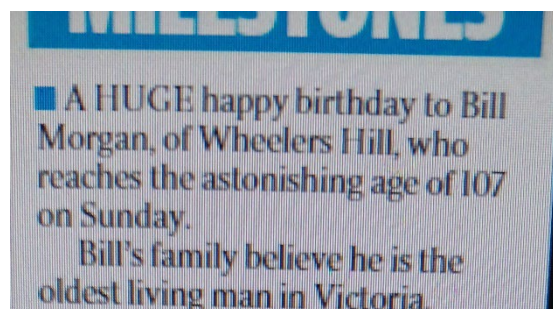 MILESTONES
A HUGE happy birthday to Bill
Morgan, of Wheelers Hill, who
reaches the astonishing age of 107
on Sunday.
Bill's family believe he is the
oldest living man in Victoria.